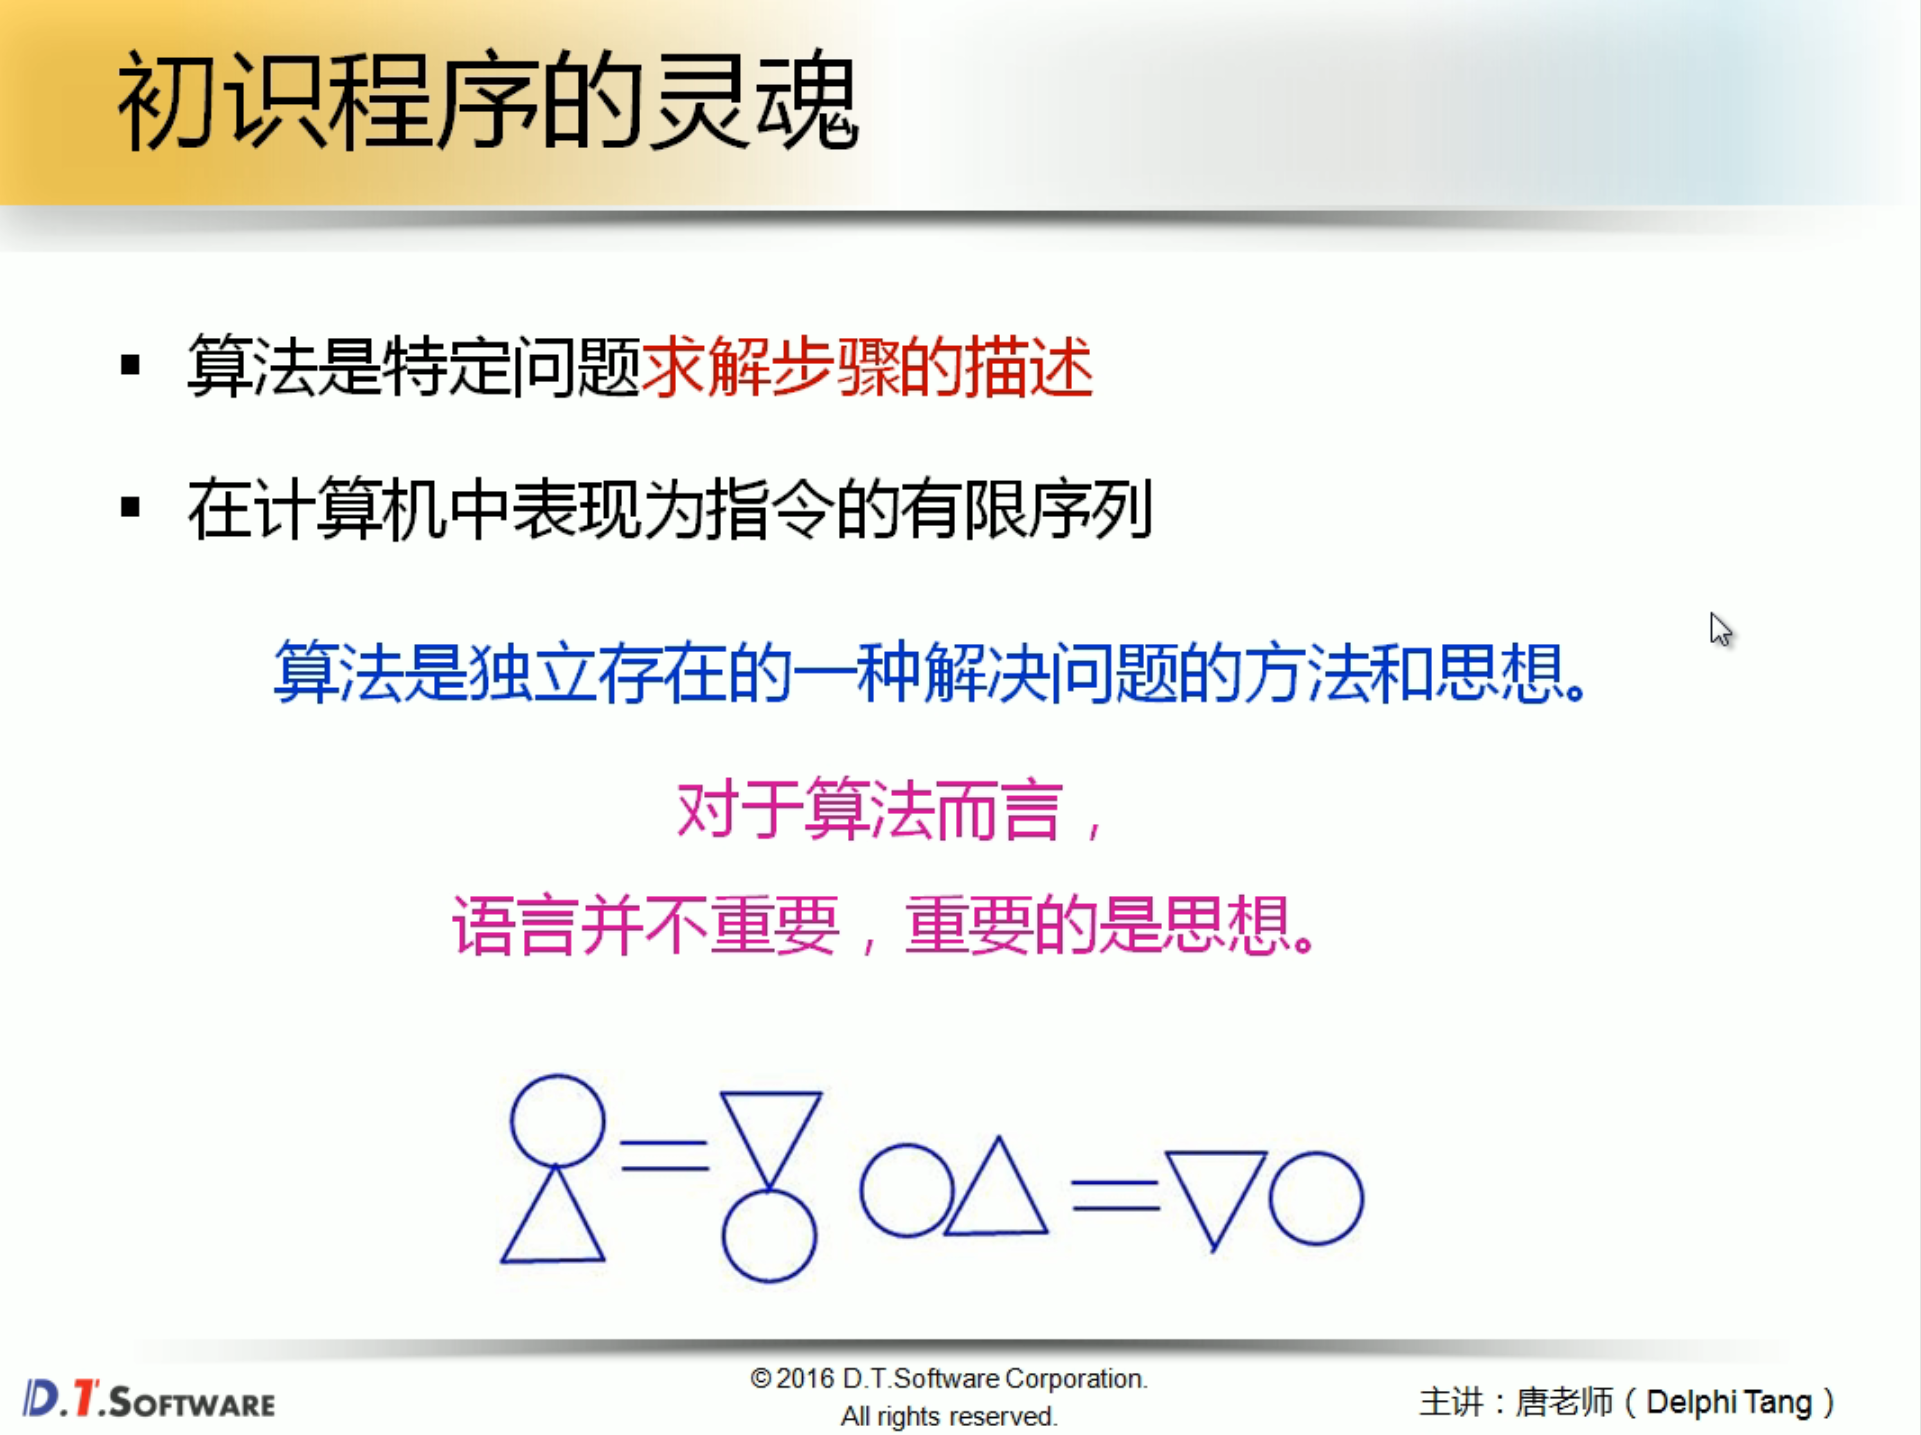 初识程序的灵魂
▪ 算法是特定问题求解步骤的描述
▪ 在计算机中表现为指令的有限序列
算法是独立存在的一种解决问题的方法和思想。
对于算法而言，
语言并不重要，重要的是思想。
D.T.SOFTWARE
© 2016 D.T.Software Corporation.
All rights reserved.
主讲：唐老师（Delphi Tang）